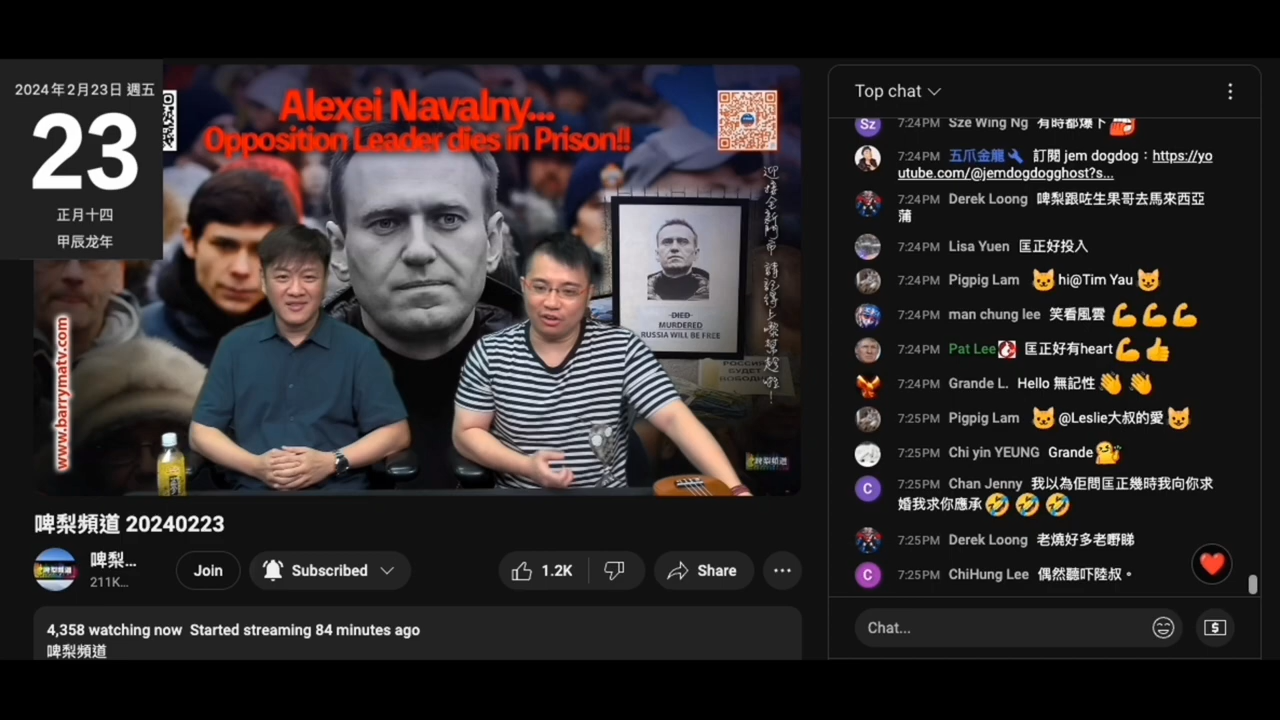 2024年2月23日 週五
23
正月十四
甲辰龙年
Alexei Navalny...
Opposition Leader dies in Prison!!
www.barrymatv.com
DIED
MURDERED
RUSSIA WILL BE FREE
啤梨頻道
啤梨頻道 20240223
啤梨...
211K...
Join
Subscribed
1.2K
Share
4,358 watching now Started streaming 84 minutes ago
啤梨頻道
Top chat
Sz
7:24PM Sze Wing Ng 有時都爆下
7:24PM 五爪金龍 訂閱 jem dogdog：https://yo
utube.com/@jemdogdogghost?s...
7:24PM Derek Loong 啤梨跟咗生果哥去馬來西亞
蒲
7:24PM Lisa Yuen 匡正好投入
7:24PM Pigpig Lam 😺hi@Tim Yau😺
7:24PM man chung lee 笑看風雲💪💪💪
7:24PM Pat Lee 匡正好有heart💪👍
7:24PM Grande L. Hello 無記性👋👋
7:25PM Pigpig Lam 😺@Leslie大叔的愛😺
7:25PM Chi yin YEUNG Grande
C
7:25PM Chan Jenny 我以為佢問匡正幾時我向你求
婚我求你應承🤣🤣🤣
7:25PM Derek Loong 老燒好多老嘢睇
C
7:25PM ChiHung Lee 偶然聽吓陸叔。
Chat...
$